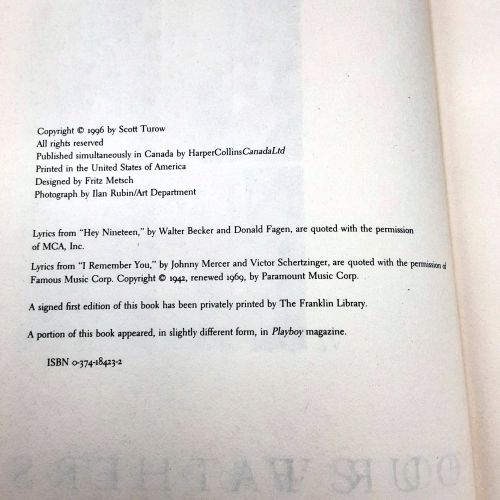 Copyright © 1996 by Scott Turow
All rights reserved
Published simultaneously in Canada by HarperCollinsCanadaLtd
Printed in the United States of America
Designed by Fritz Metsch
Photograph by Ilan Rubin/Art Department
Lyrics from "Hey Nineteen," by Walter Becker and Donald Fagen, are quoted with the permission
of MCA, Inc.
Lyrics from "I Remember You," by Johnny Mercer and Victor Schertzinger, are quoted with the permission of
Famous Music Corp. Copyright © 1942, renewed 1969, by Paramount Music Corp.
A signed first edition of this book has been privately printed by The Franklin Library.
A portion of this book appeared, in slightly different form, in Playboy magazine.
ISBN 0-374-18423-2